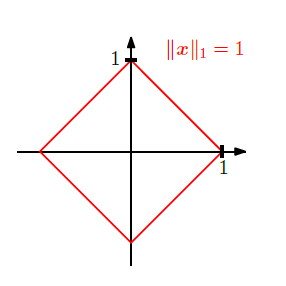 ‖x‖₁ = 1
1
1